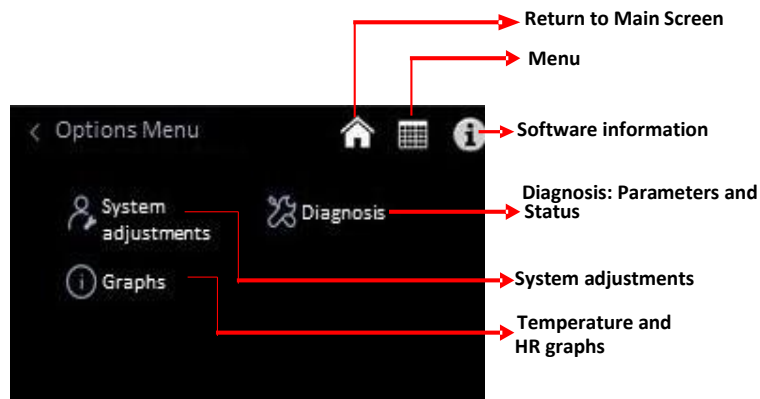 Return to Main Screen
Menu
Options Menu
Software information
System
adjustments
Diagnosis
Diagnosis: Parameters and
Status
Graphs
System adjustments
Temperature and
HR graphs